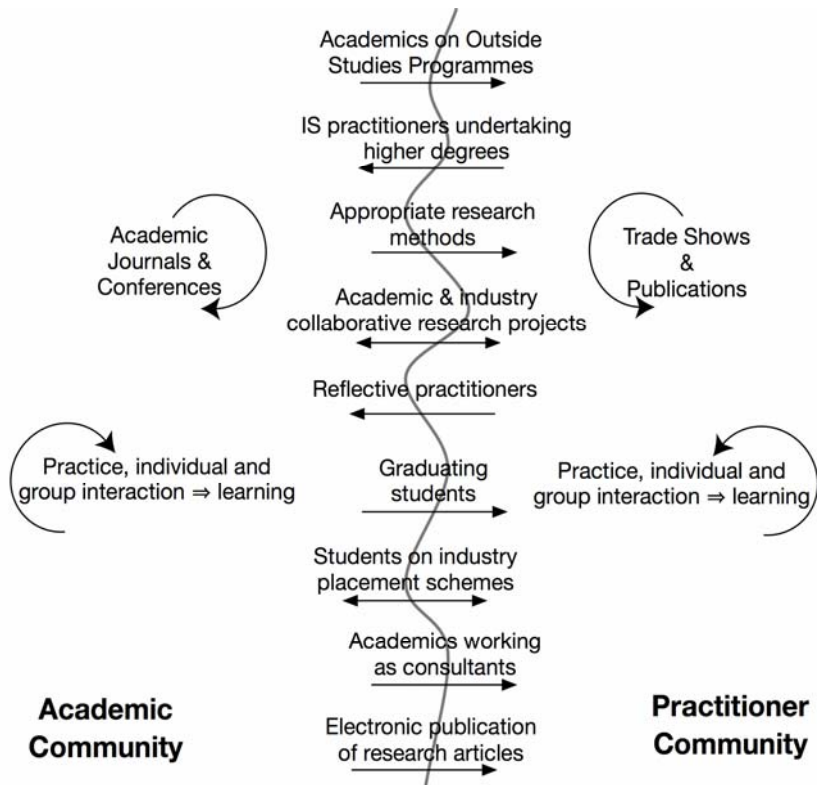 Academics on Outside
Studies Programmes
IS practitioners undertaking
higher degrees
Appropriate research
methods
Academic
Journals &
Conferences
Trade Shows
&
Publications
Academic & industry
collaborative research projects
Reflective practitioners
Practice, individual and
group interaction ⇒ learning
Graduating
students
Practice, individual and
group interaction ⇒ learning
Students on industry
placement schemes
Academics working
as consultants
Academic
Community
Practitioner
Community
Electronic publication
of research articles